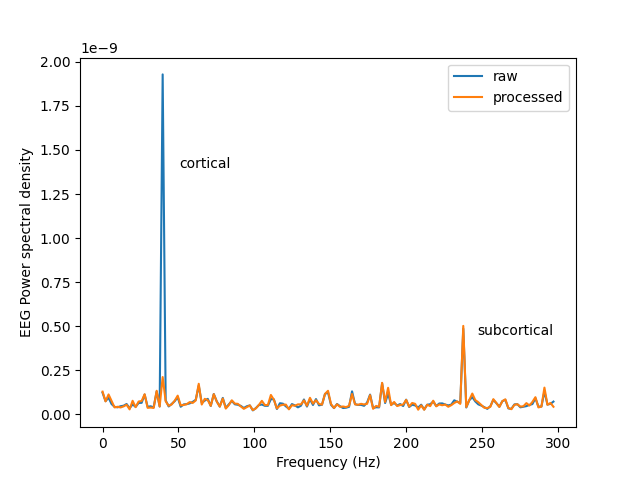 1e−9
2.00
1.75
1.50
1.25
1.00
0.75
0.50
0.25
0.00
EEG Power spectral density
raw
processed
cortical
subcortical
0 50 100 150 200 250 300
Frequency (Hz)